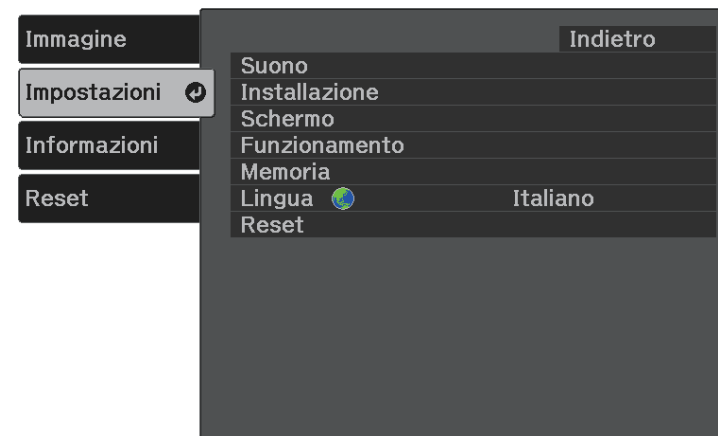 Immagine
Impostazioni
Informazioni
Reset
Indietro
Suono
Installazione
Schermo
Funzionamento
Memoria
Lingua Italiano
Reset